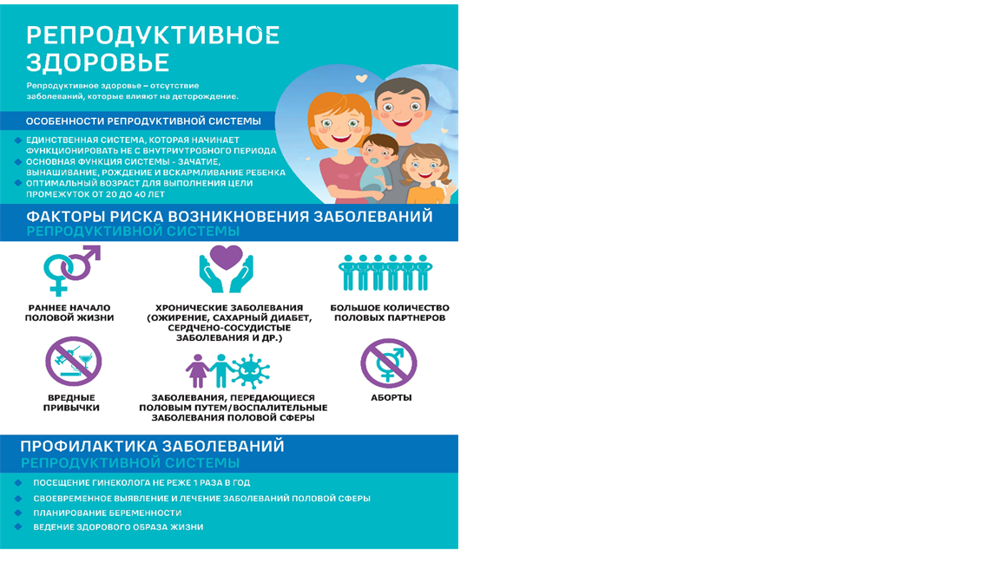 РЕПРОДУКТИВНОЕ
ЗДОРОВЬЕ
Репродуктивное здоровье – отсутствие
заболеваний, которые влияют на деторождение.
ОСОБЕННОСТИ РЕПРОДУКТИВНОЙ СИСТЕМЫ
ЕДИНСТВЕННАЯ СИСТЕМА, КОТОРАЯ НАЧИНАЕТ
ФУНКЦИОНИРОВАТЬ НЕ С ВНУТРИУТРОБНОГО ПЕРИОДА
ОСНОВНАЯ ФУНКЦИЯ СИСТЕМЫ - ЗАЧАТИЕ,
ВЫНАШИВАНИЕ, РОЖДЕНИЕ И ВСКАРМЛИВАНИЕ РЕБЕНКА
ОПТИМАЛЬНЫЙ ВОЗРАСТ ДЛЯ ВЫПОЛНЕНИЯ ЦЕЛИ
ПРОМЕЖУТОК ОТ 20 ДО 40 ЛЕТ
ФАКТОРЫ РИСКА ВОЗНИКНОВЕНИЯ ЗАБОЛЕВАНИЙ
РЕПРОДУКТИВНОЙ СИСТЕМЫ
РАННЕЕ НАЧАЛО
ПОЛОВОЙ ЖИЗНИ
ХРОНИЧЕСКИЕ ЗАБОЛЕВАНИЯ
(ОЖИРЕНИЕ, САХАРНЫЙ ДИАБЕТ,
СЕРДЧЕНО-СОСУДИСТЫЕ
ЗАБОЛЕВАНИЯ И ДР.)
БОЛЬШОЕ КОЛИЧЕСТВО
ПОЛОВЫХ ПАРТНЕРОВ
ВРЕДНЫЕ
ПРИВЫЧКИ
ЗАБОЛЕВАНИЯ, ПЕРЕДАЮЩИЕСЯ
ПОЛОВЫМ ПУТЕМ/ВОСПАЛИТЕЛЬНЫЕ
ЗАБОЛЕВАНИЯ ПОЛОВОЙ СФЕРЫ
АБОРТЫ
ПРОФИЛАКТИКА ЗАБОЛЕВАНИЙ
РЕПРОДУКТИВНОЙ СИСТЕМЫ
ПОСЕЩЕНИЕ ГИНЕКОЛОГА НЕ РЕЖЕ 1 РАЗА В ГОД
СВОЕВРЕМЕННОЕ ВЫЯВЛЕНИЕ И ЛЕЧЕНИЕ ЗАБОЛЕВАНИЙ ПОЛОВОЙ СФЕРЫ
ПЛАНИРОВАНИЕ БЕРЕМЕННОСТИ
ВЕДЕНИЕ ЗДОРОВОГО ОБРАЗА ЖИЗНИ